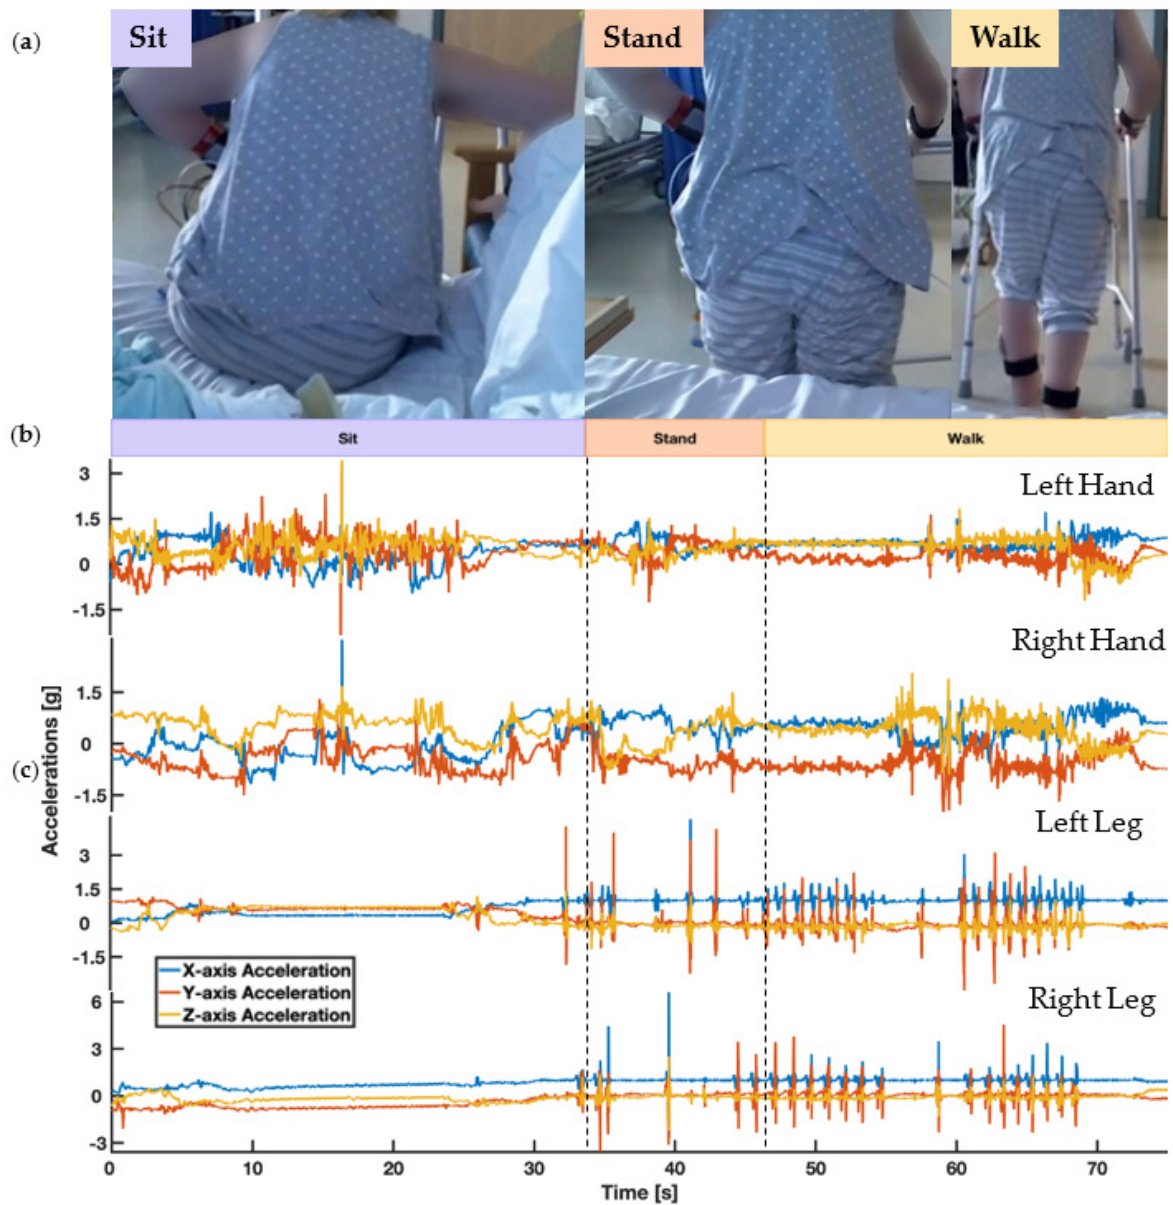 (a)
Sit
Stand
Walk
(b)
Sit
Stand
Walk
Left Hand
3
1.5
0
-1.5
Right Hand
1.5
0
-1.5
(c)
Accelerations [g]
Left Leg
3
1.5
0
-1.5
X-axis Acceleration
Y-axis Acceleration
Z-axis Acceleration
Right Leg
6
3
0
-3
0
10
20
30
40
50
60
70
Time [s]